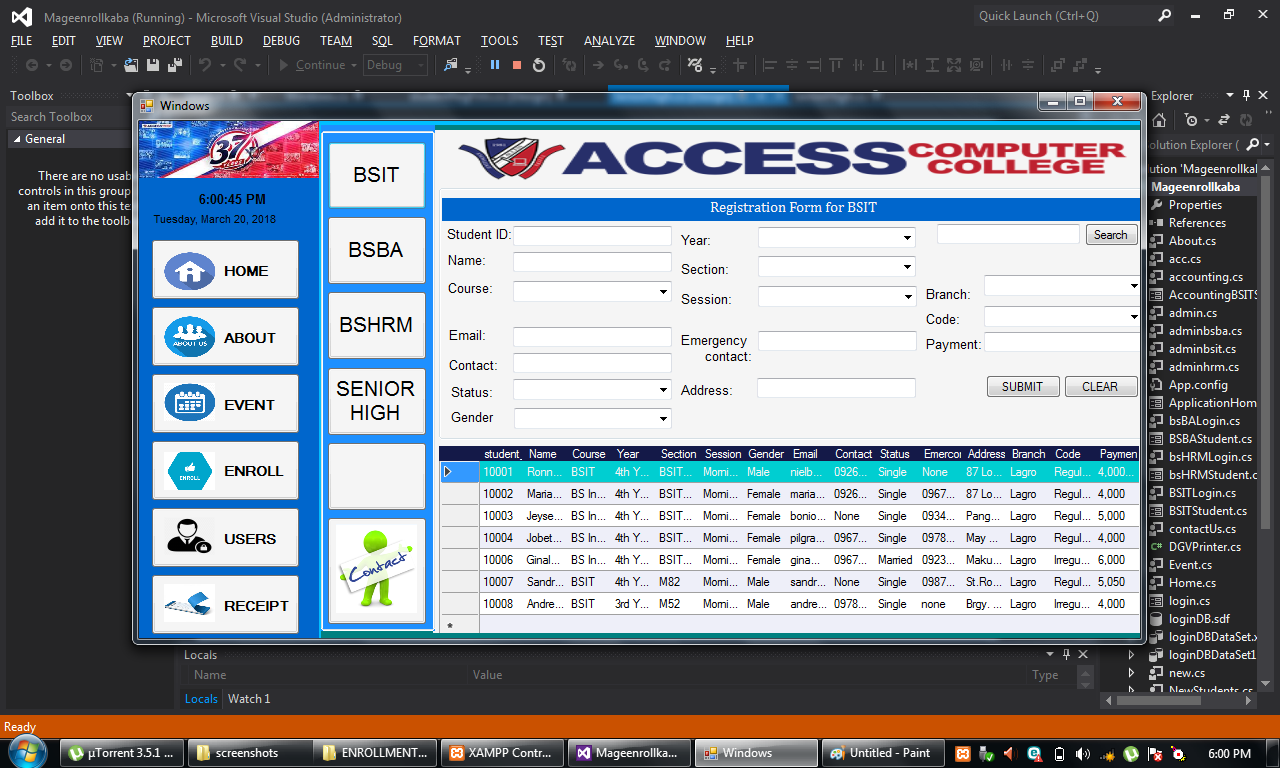 Mageenrollkaba (Running) - Microsoft Visual Studio (Administrator)
Quick Launch (Ctrl+Q)
FILE EDIT VIEW PROJECT BUILD DEBUG TEAM SQL FORMAT TOOLS TEST ANALYZE WINDOW HELP
Continue Debug
Toolbox
Search Toolbox
General
There are no usab
controls in this group
an item onto this te
add it to the toolb
Windows
37
6:00:45 PM
Tuesday, March 20, 2018
HOME
ABOUT US
ABOUT
EVENT
ENROLL
ENROLL
USERS
RECEIPT
BSIT
BSBA
BSHRM
SENIOR
HIGH
Contact
ACCESS COMPUTER
COLLEGE
Registration Form for BSIT
Student ID:
Name:
Course:
Email:
Contact:
Status:
Gender
Year:
Section:
Session:
Emergency
contact:
Address:
Search
Branch:
Code:
Payment:
SUBMIT CLEAR
student_ Name Course Year Section Session Gender Email Contact Status Emercon Address Branch Code Paymen
10001 Ronn... BSIT 4th Y... BSIT... Morni... Male nielb... 0926... Single None 87 Lo... Lagro Regul... 4,000...
10002 Maria... BS In... 4th Y... BSIT... Morni... Female maria... 0926... Single 0967... 87 Lo... Lagro Regul... 4,000
10003 Jeyse... BS In... 4th Y... BSIT... Morni... Female bonio... None Single 0934... Pang... Lagro Regul... 5,000
10004 Jobet... BS In... 4th Y... BSIT... Morni... Female pilgra... 0967... Single 0978... May ... Lagro Regul... 4,000
10006 Ginal... BS In... 4th Y... BSIT... Morni... Female gina... 0967... Married 0923... Maku... Lagro Irregu... 6,000
10007 Sandr... BSIT 4th Y... M82 Morni... Male sandr... None Single 0987... St.Ro... Lagro Regul... 5,050
10008 Andre... BSIT 3rd Y... M52 Morni... Male andre... 0978... Single none Brgy. ... Lagro Irregu... 4,000
Explorer
olution Explorer (
ution 'Mageenrollkal
Mageenrollkaba
Properties
References
About.cs
acc.cs
accounting.cs
AccountingBSITS
admin.cs
adminbsba.cs
adminbsit.cs
adminhrm.cs
App.config
ApplicationHom
bsBALogin.cs
BSBAStudent.cs
bsHRMLogin.cs
bsHRMStudent.c
BSITLogin.cs
BSITStudent.cs
contactUs.cs
DGVPrinter.cs
Event.cs
Home.cs
login.cs
loginDB.sdf
loginDBDataSet.x
loginDBDataSet1
new.cs
NewStudents.cs
Locals
Name Value Type
Locals Watch 1
Ready
µTorrent 3.5.1 ... screenshots ENROLLMENT... XAMPP Contr... Mageenrollka... Windows Untitled - Paint 6:00 PM